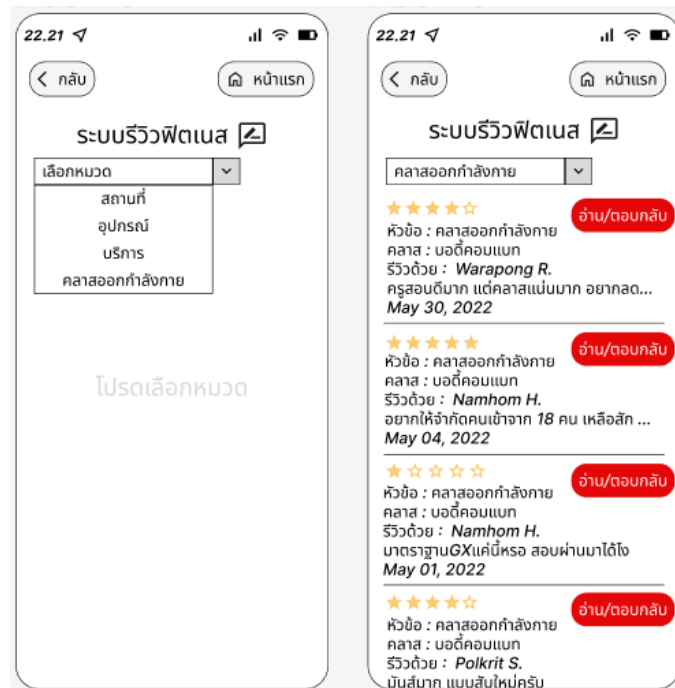 22.21
กลับ
หน้าแรก
ระบบรีวิวฟิตเนส
เลือกหมวด
สถานที่
อุปกรณ์
บริการ
คลาสออกกำลังกาย
โปรดเลือกหมวด
22.21
กลับ
หน้าแรก
ระบบรีวิวฟิตเนส
คลาสออกกำลังกาย
อ่าน/ตอบกลับ
หัวข้อ : คลาสออกกำลังกาย
คลาส : บอดี้คอมแบท
รีวิวด้วย : Warapong R.
ครูสอนดีมาก แต่คลาสแน่นมาก อยากลด...
May 30, 2022
อ่าน/ตอบกลับ
หัวข้อ : คลาสออกกำลังกาย
คลาส : บอดี้คอมแบท
รีวิวด้วย : Namhom H.
อยากให้จำกัดคนเข้าจาก 18 คน เหลือสัก ...
May 04, 2022
อ่าน/ตอบกลับ
หัวข้อ : คลาสออกกำลังกาย
คลาส : บอดี้คอมแบท
รีวิวด้วย : Namhom H.
มาตราฐานGXแค่นี้หรอ สอบผ่านมาได้ไง
May 01, 2022
อ่าน/ตอบกลับ
หัวข้อ : คลาสออกกำลังกาย
คลาส : บอดี้คอมแบท
รีวิวด้วย : Polkrit S.
มันส์มาก แบบสับใหม่ครับ